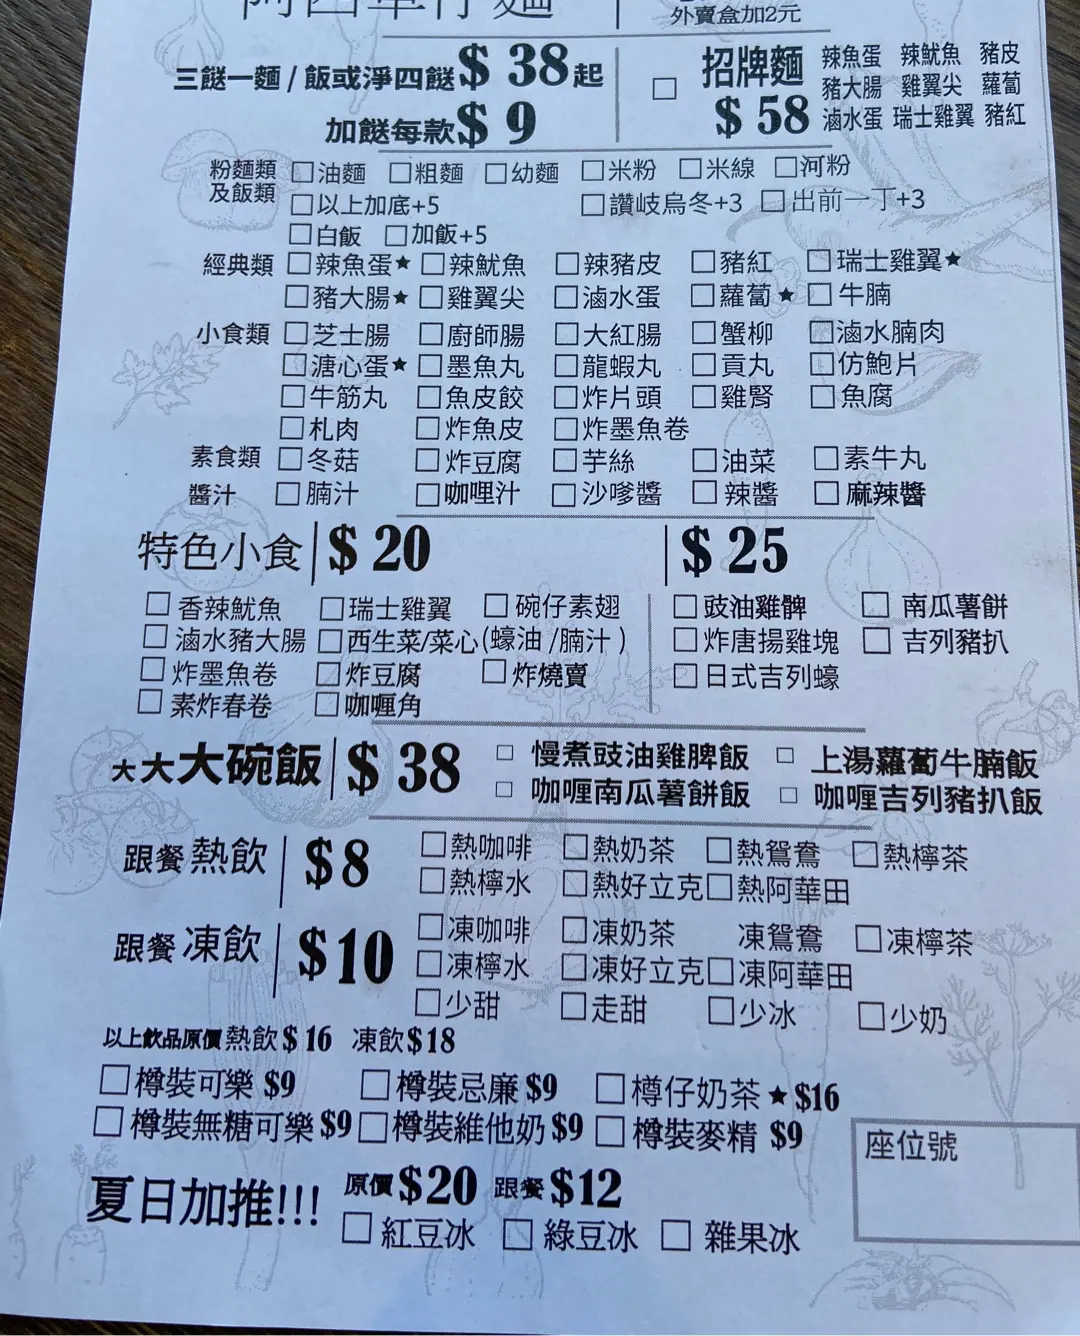 阿四車仔麵
外賣盒加2元
三餸一麵 / 飯或淨四餸 $ 38 起
加餸每款 $ 9
□ 招牌麵 $ 58
辣魚蛋 辣魷魚 豬皮
豬大腸 雞翼尖 蘿蔔
滷水蛋 瑞士雞翼 豬紅
粉麵類及飯類 □油麵 □粗麵 □幼麵 □米粉 □米線 □河粉
□以上加底+5 □讚岐烏冬+3 □出前一丁+3
□白飯 □加飯+5
經典類 □辣魚蛋★ □辣魷魚 □辣豬皮 □豬紅 □瑞士雞翼★
□豬大腸★ □雞翼尖 □滷水蛋 □蘿蔔★ □牛腩
小食類 □芝士腸 □廚師腸 □大紅腸 □蟹柳 □滷水腩肉
□溏心蛋★ □墨魚丸 □龍蝦丸 □貢丸 □仿鮑片
□牛筋丸 □魚皮餃 □炸片頭 □雞腎 □魚腐
□札肉 □炸魚皮 □炸墨魚卷
素食類 □冬菇 □炸豆腐 □芋絲 □油菜 □素牛丸
醬汁 □腩汁 □咖哩汁 □沙嗲醬 □辣醬 □麻辣醬
特色小食 $ 20 $ 25
□ 香辣魷魚 □瑞士雞翼 □碗仔素翅 □豉油雞髀 □ 南瓜薯餅
□ 滷水豬大腸 □西生菜/菜心(蠔油 /腩汁 ) □炸唐揚雞塊 □ 吉列豬扒
□ 炸墨魚卷 □炸豆腐 □炸燒賣 □日式吉列蠔
□ 素炸春卷 □咖喱角
大大大碗飯 $ 38 □ 慢煮豉油雞脾飯 □ 上湯蘿蔔牛腩飯
□ 咖喱南瓜薯餅飯 □ 咖喱吉列豬扒飯
跟餐 熱飲 $8 □熱咖啡 □熱奶茶 □熱鴛鴦 □熱檸茶
□熱檸水 □熱好立克 □熱阿華田
跟餐 凍飲 $10 □凍咖啡 □凍奶茶 凍鴛鴦 □凍檸茶
□凍檸水 □凍好立克 □凍阿華田
□少甜 □走甜 □少冰 □少奶
以上飲品原價 熱飲 $ 16 凍飲 $ 18
□樽裝可樂 $9 □樽裝忌廉 $9 □樽仔奶茶 ★ $16
□樽裝無糖可樂 $9 □樽裝維他奶 $9 □樽裝麥精 $9
座位號
夏日加推!!! 原價 $20 跟餐 $12
□ 紅豆冰 □ 綠豆冰 □ 雜果冰